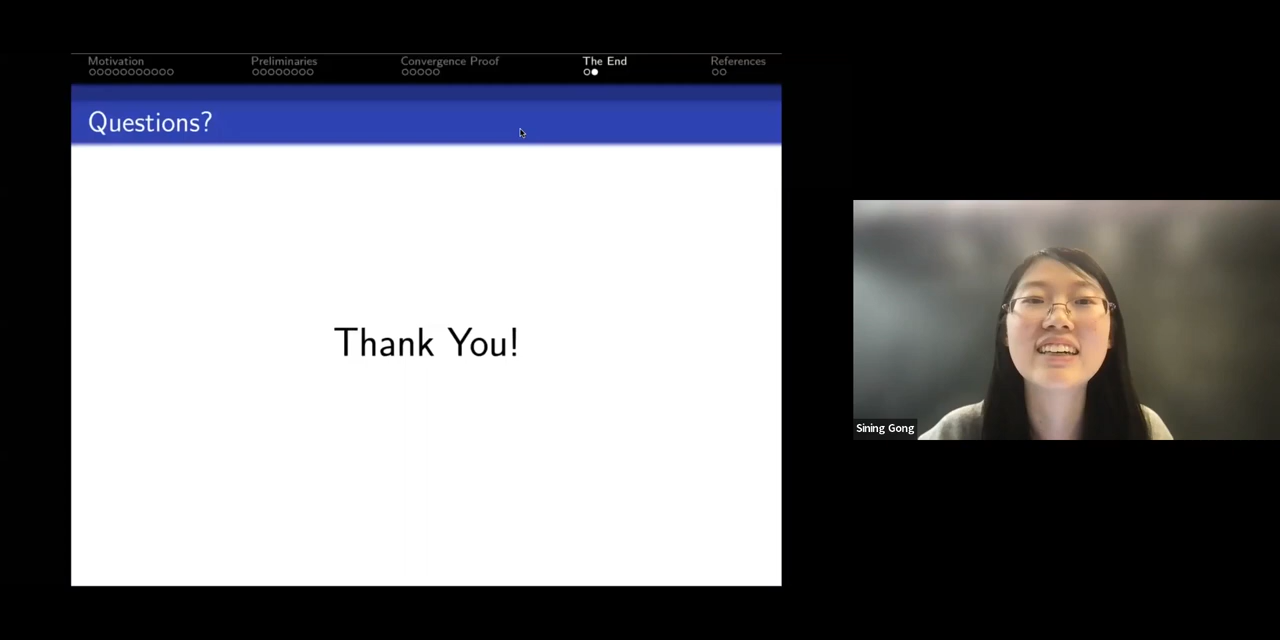 Motivation Preliminaries Convergence Proof The End References
Questions?
Thank You!
Sining Gong